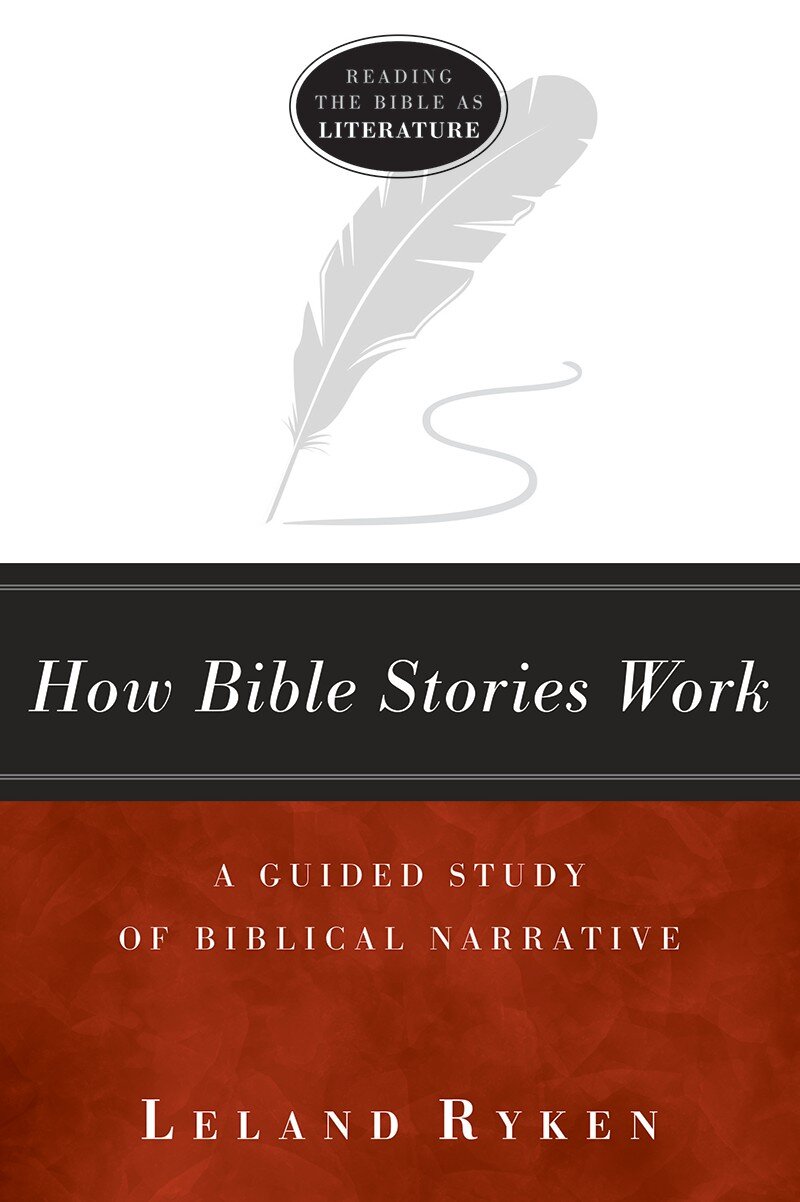 READING
THE BIBLE AS
LITERATURE
How Bible Stories Work
A GUIDED STUDY
OF BIBLICAL NARRATIVE
LELAND RYKEN